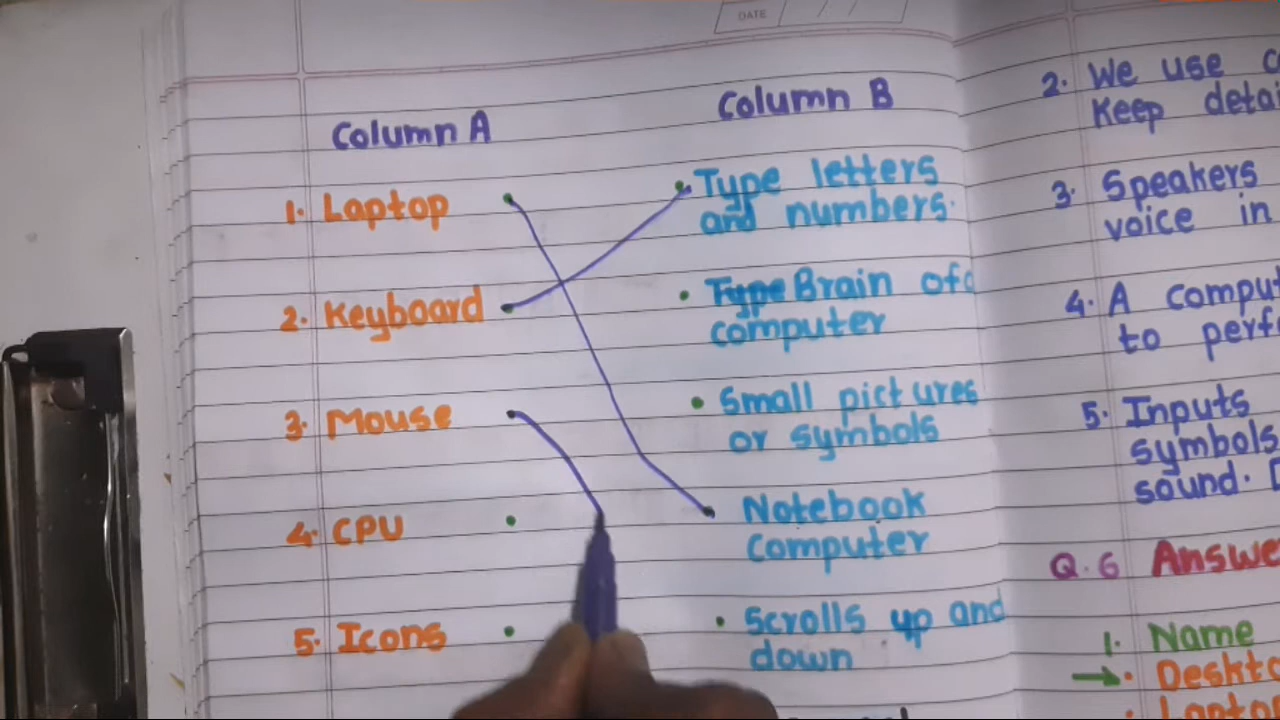 DATE
Column A
Column B
1. Laptop
Type letters
and numbers.
2. Keyboard
Type Brain of
computer
3. Mouse
Small pictures
or symbols
4. CPU
Notebook
Computer
5. Icons
Scrolls up and
down
2. We use
Keep
3. Speakers
voice in
4. A
to
5. Inputs
symbols
sound.
Q.6 Answer
1. Name